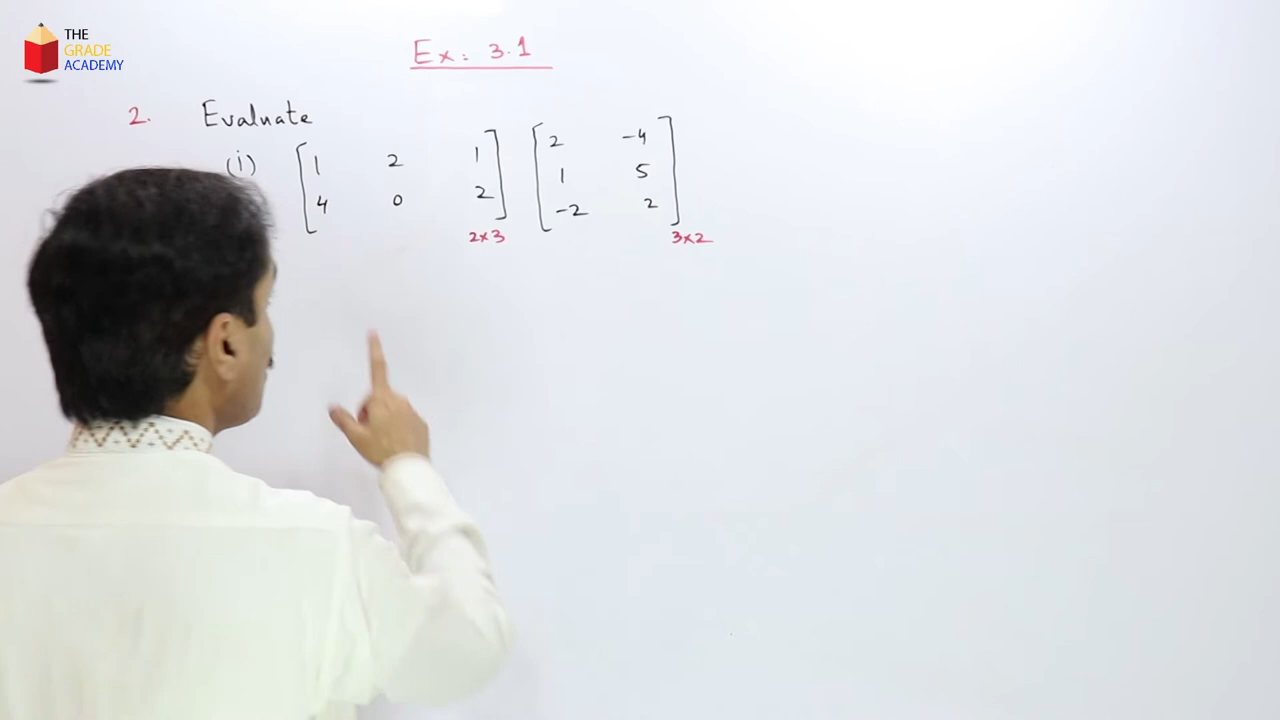 THE
GRADE
ACADEMY
Ex: 3.1
2. Evaluate
(i) [ 1 2 1 ] [ 2 -4 ]
[ 4 0 2 ] [ 1 5 ]
[ -2 2 ]
2x3 3x2